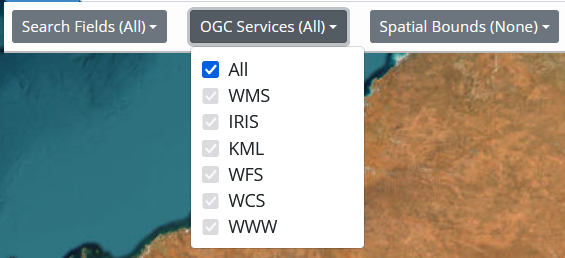 Search Fields (All)
OGC Services (All)
Spatial Bounds (None)
All
WMS
IRIS
KML
WFS
WCS
WWW